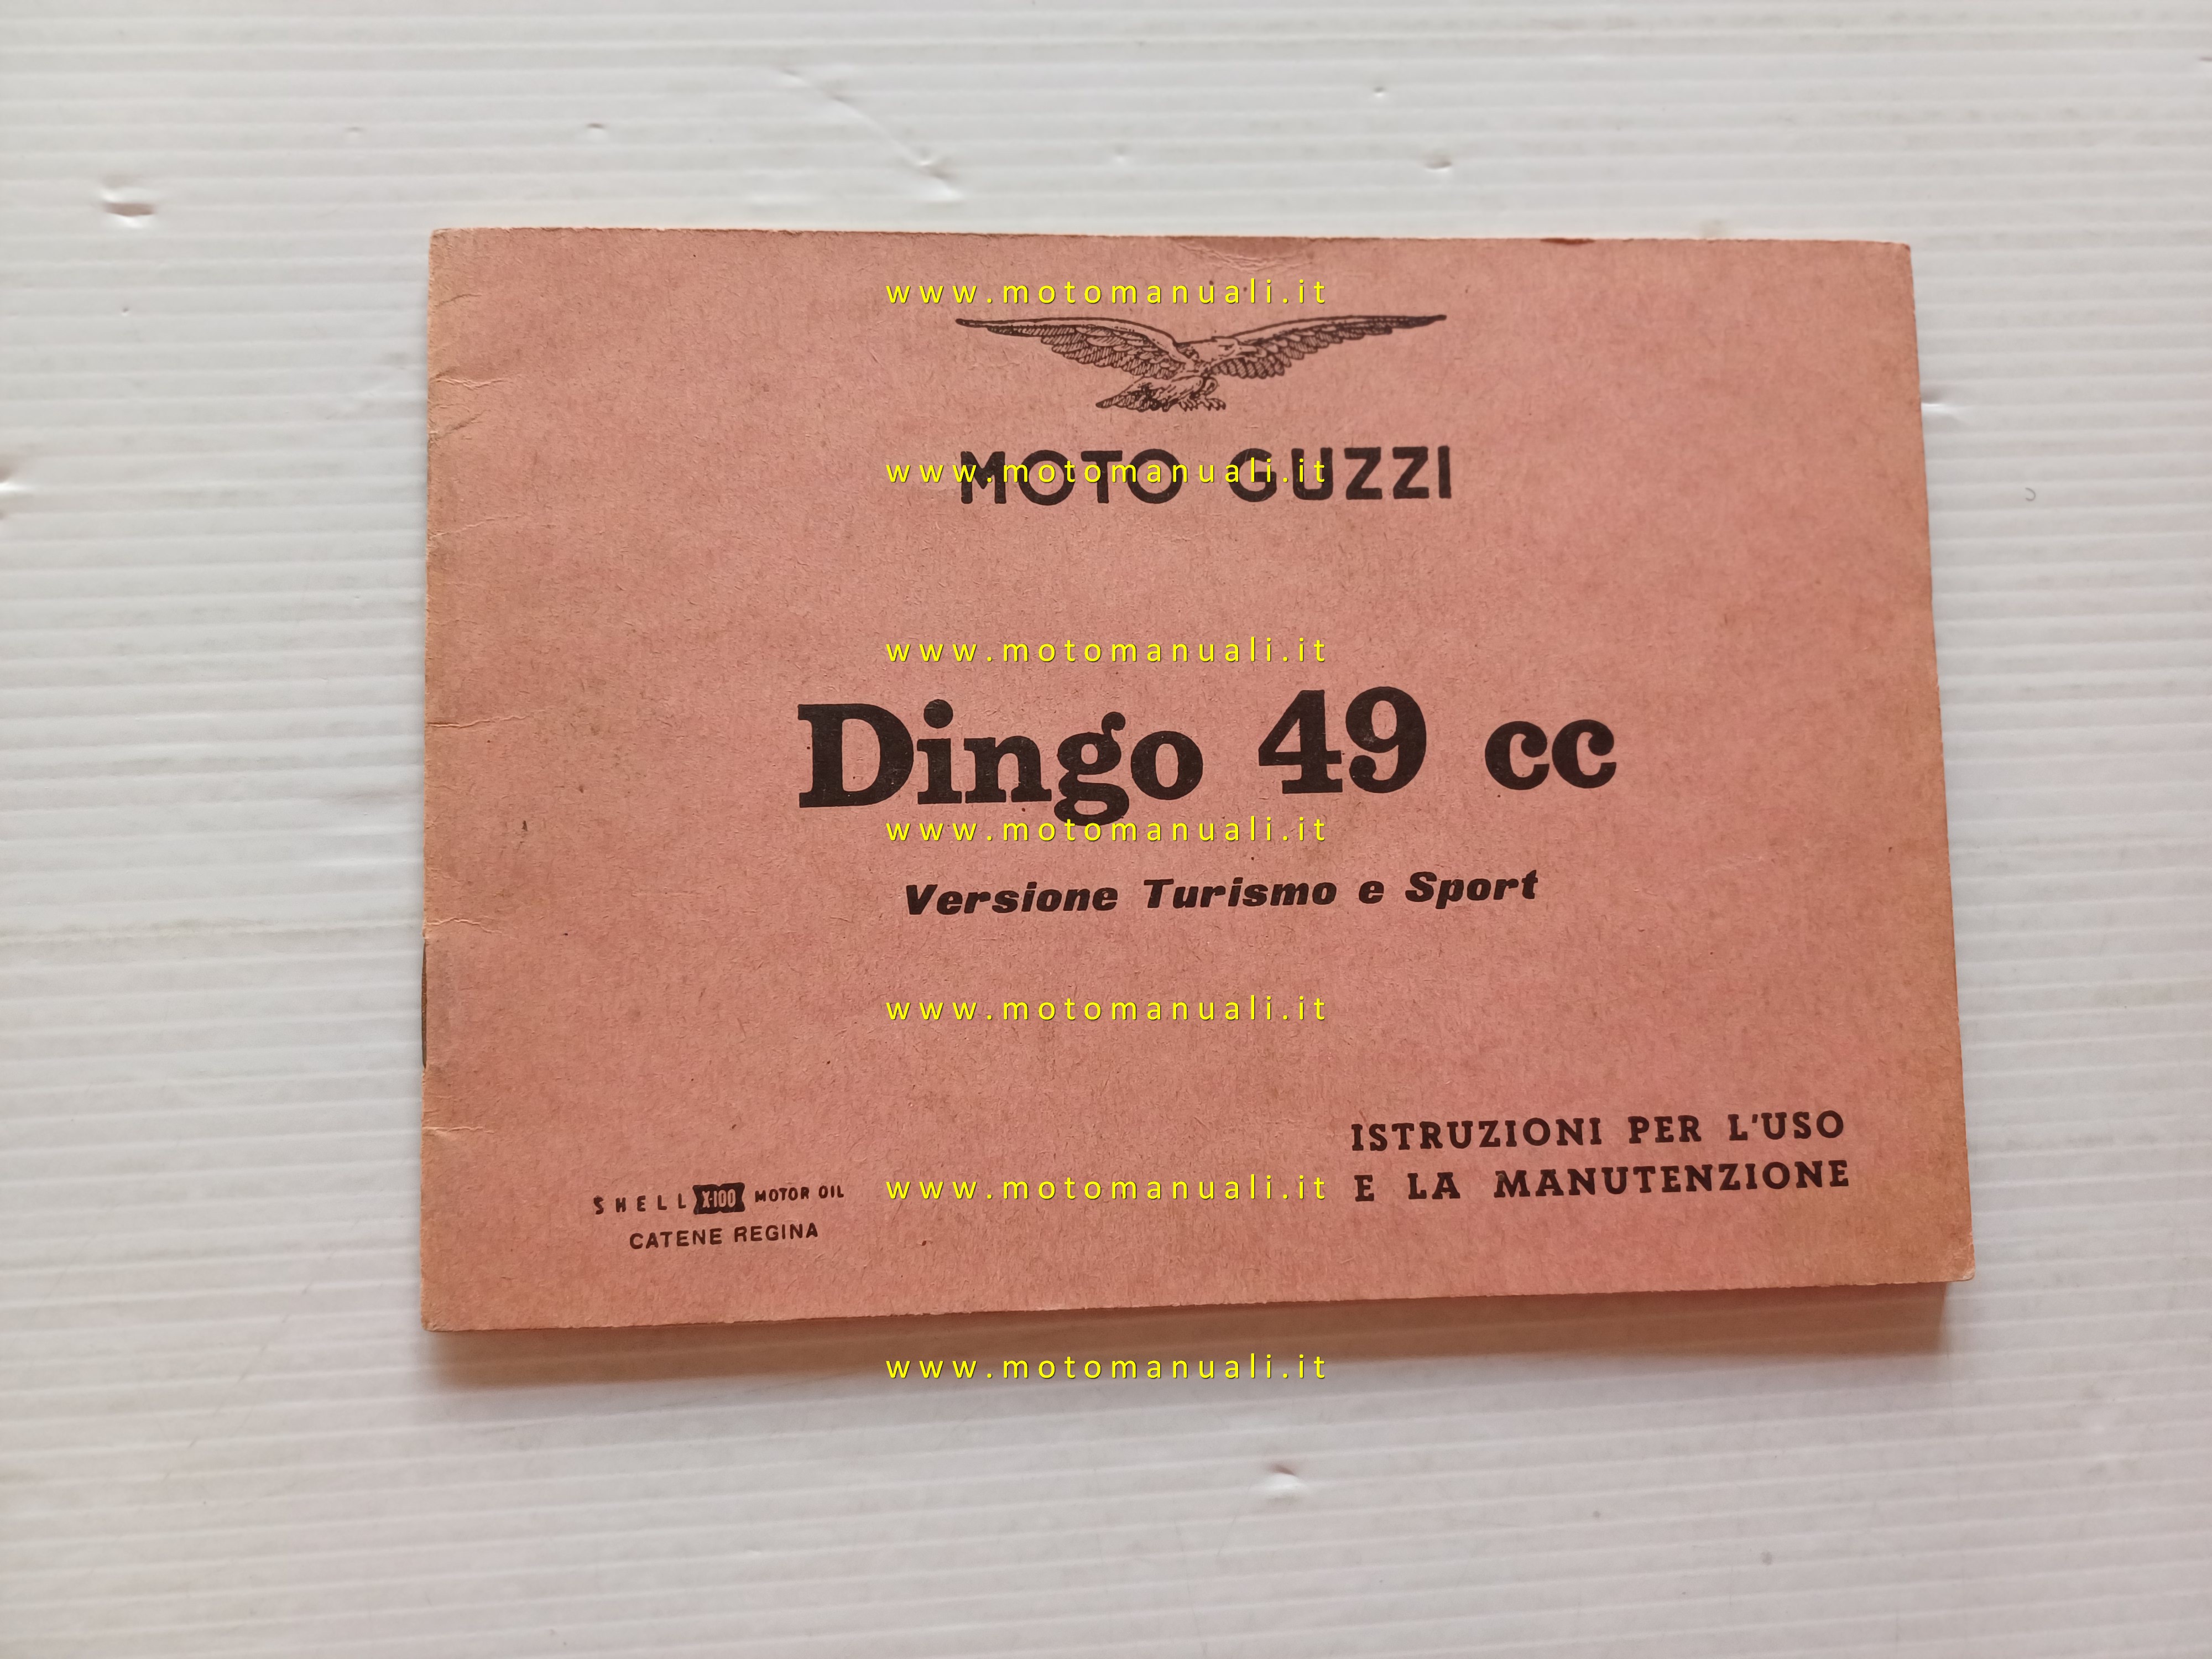 www.motomanuali.it
MOTO GUZZI
www.motomanuali.it
www.motomanuali.it
Dingo 49 cc
www.motomanuali.it
Versione Turismo e Sport
www.motomanuali.it
ISTRUZIONI PER L'USO
E LA MANUTENZIONE
www.motomanuali.it
SHELL X-100 MOTOR OIL
CATENE REGINA
www.motomanuali.it